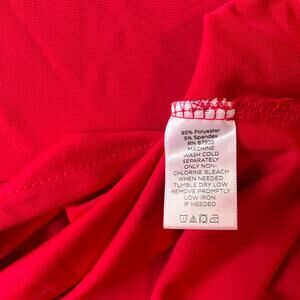 95% Polyester
5% Spandex
RN 87935
MACHINE
WASH COLD
SEPARATELY
ONLY NON-
CHLORINE BLEACH
WHEN NEEDED
TUMBLE DRY LOW
REMOVE PROMPTLY
LOW IRON
IF NEEDED